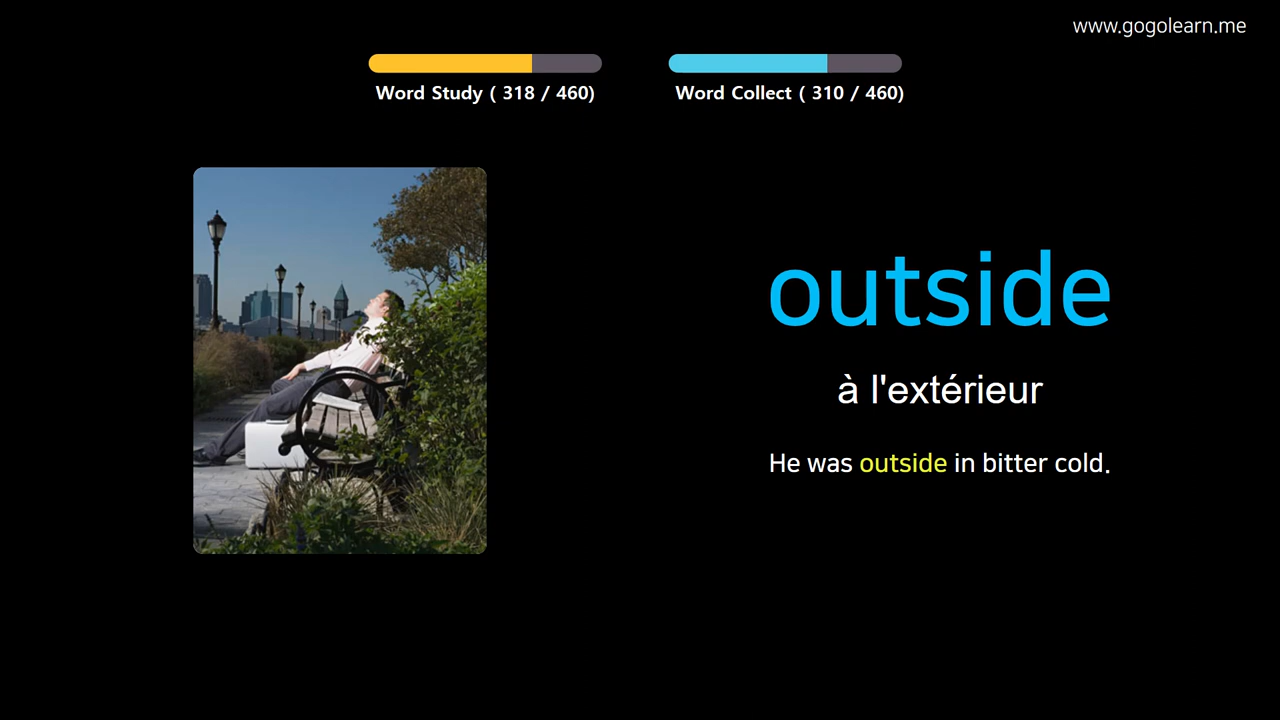 www.gogolearn.me
Word Study ( 318 / 460)
Word Collect ( 310 / 460)
outside
à l'extérieur
He was outside in bitter cold.